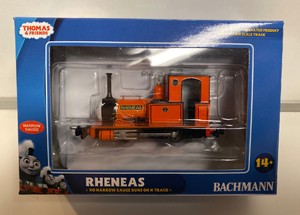 THOMAS
& FRIENDS
NARROW
GAUGE
RHENEAS
14+
RHENEAS
HO NARROW GAUGE RUNS ON N TRACK
BACHMANN